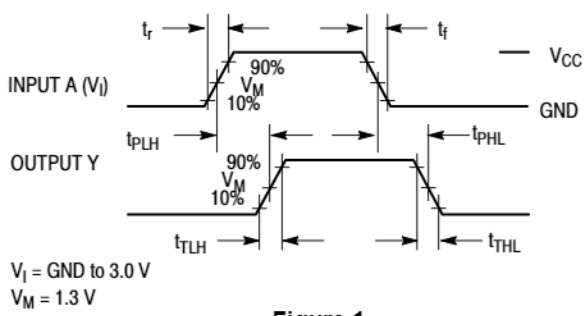 tr
tf
90%
VCC
INPUT A (VI)
VM
10%
GND
tPLH
tPHL
OUTPUT Y
90%
VM
10%
tTLH
tTHL
VI = GND to 3.0 V
VM = 1.3 V
Figure 1